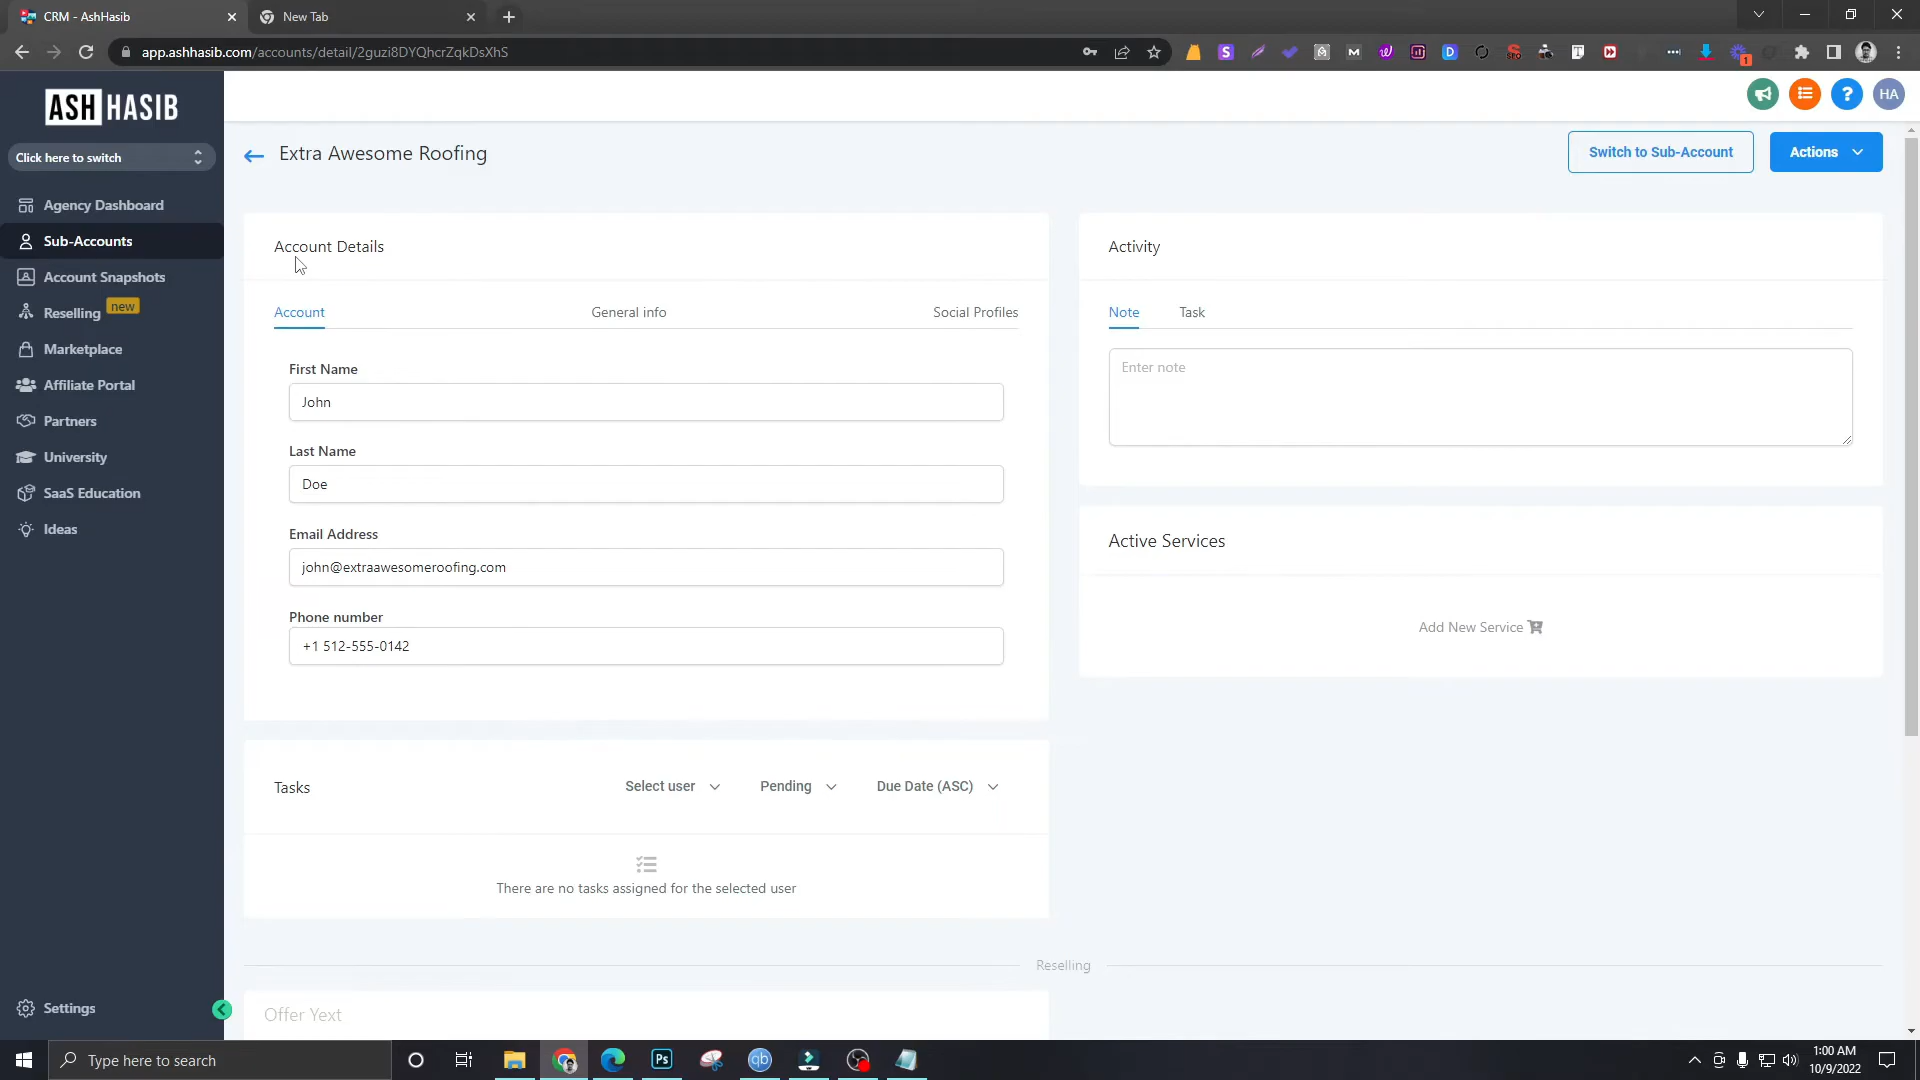 CRM - AshHasib
New Tab
app.ashhasib.com/accounts/detail/2guzi8DYQhcrZqkDsXhS
ASH HASIB
Click here to switch
Agency Dashboard
Sub-Accounts
Account Snapshots
Reselling new
Marketplace
Affiliate Portal
Partners
University
SaaS Education
Ideas
Settings
HA
Extra Awesome Roofing
Switch to Sub-Account
Actions
Account Details
Account
General info
Social Profiles
First Name
John
Last Name
Doe
Email Address
john@extraawesomeroofing.com
Phone number
+1 512-555-0142
Activity
Note
Task
Enter note
Active Services
Add New Service
Tasks
Select user
Pending
Due Date (ASC)
There are no tasks assigned for the selected user
Reselling
Offer Yext
Type here to search
Ps
qb
1:00 AM
10/9/2022